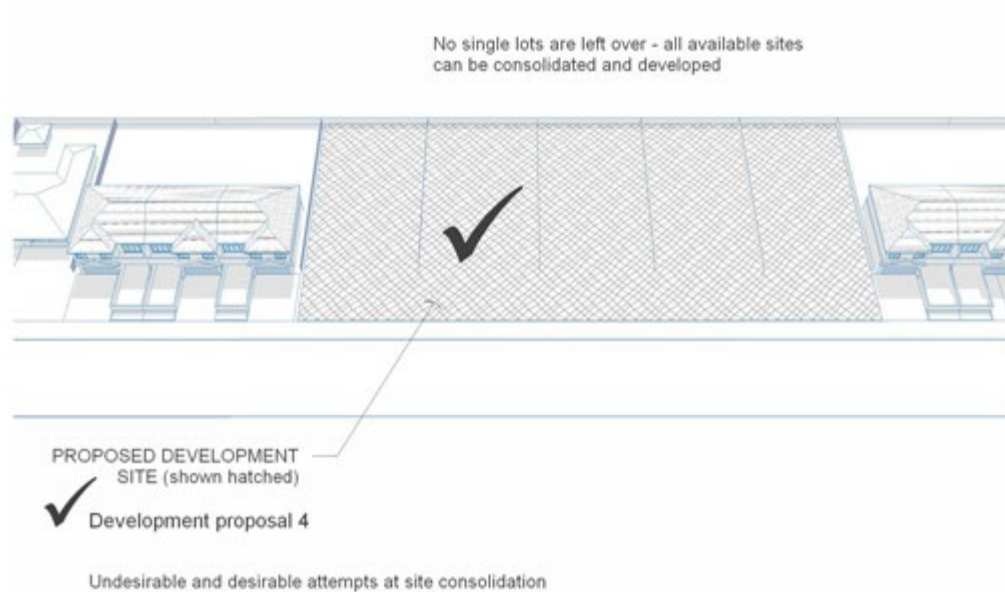 No single lots are left over - all available sites
can be consolidated and developed
PROPOSED DEVELOPMENT
SITE (shown hatched)
Development proposal 4
Undesirable and desirable attempts at site consolidation